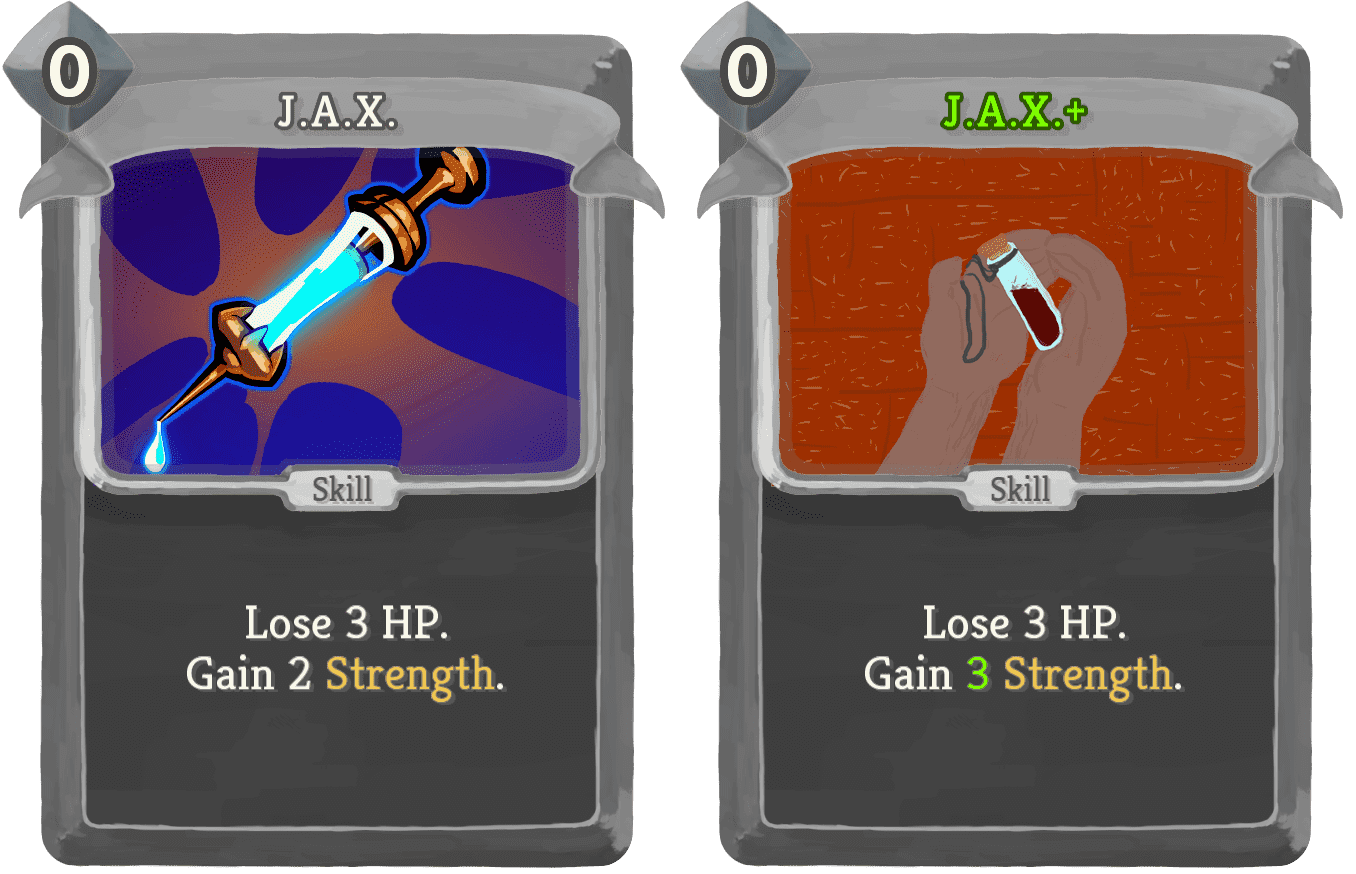 0
J.A.X.
Skill
Lose 3 HP.
Gain 2 Strength.
0
J.A.X.+
Skill
Lose 3 HP.
Gain 3 Strength.